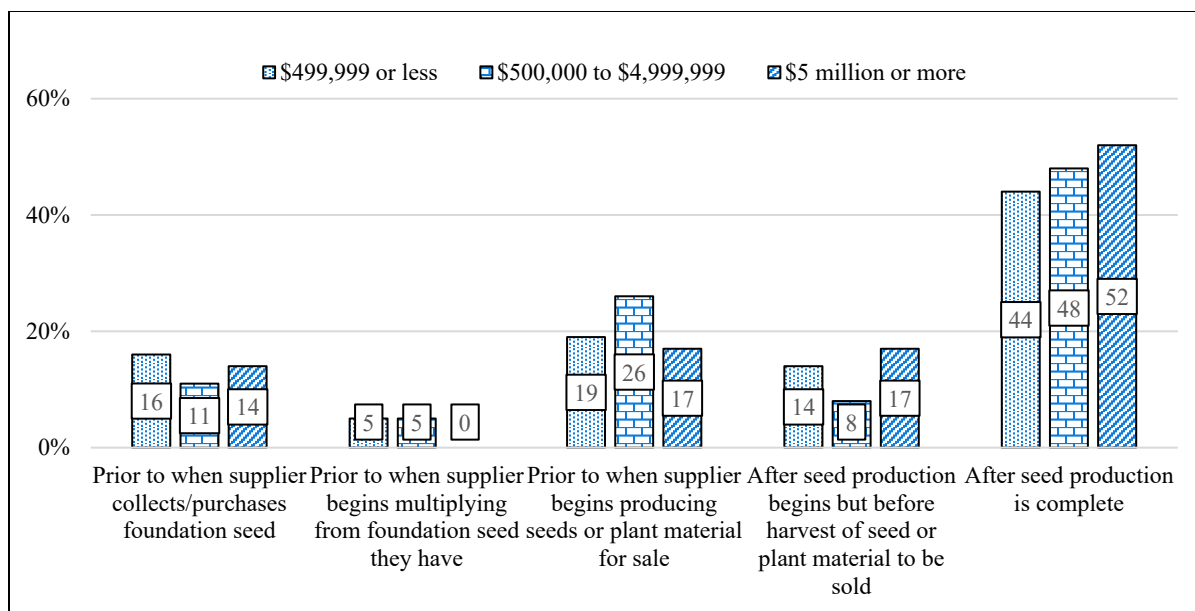 $499,999 or less $500,000 to $4,999,999 $5 million or more
60%
40%
20%
0%
16 11 14 5 5 0 19 26 17 14 8 17 44 48 52
Prior to when supplier collects/purchases foundation seed
Prior to when supplier begins multiplying from foundation seed they have
Prior to when supplier begins producing seeds or plant material for sale
After seed production begins but before harvest of seed or plant material to be sold
After seed production is complete